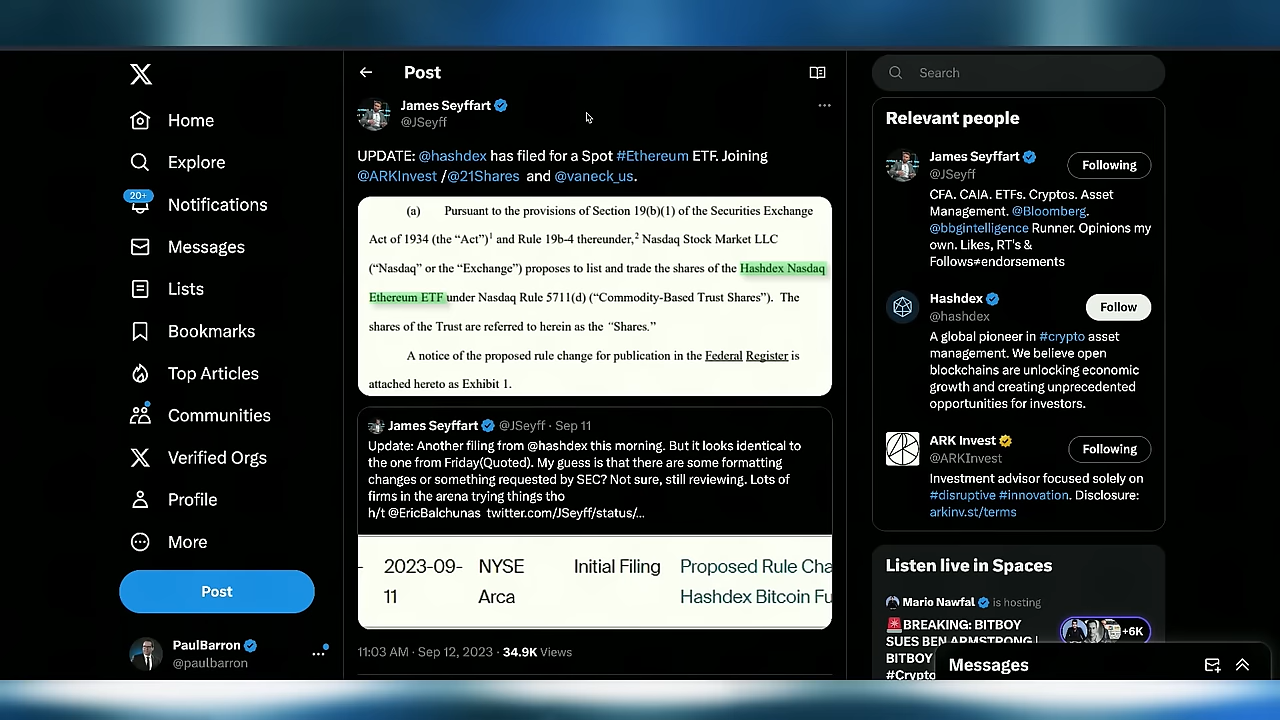 Home
Explore
20+
Notifications
Messages
Lists
Bookmarks
Top Articles
Communities
Verified Orgs
Profile
More
Post
PaulBarron
@paulbarron
Post
James Seyffart
@JSeyff
UPDATE: @hashdex has filed for a Spot #Ethereum ETF. Joining
@ARKInvest /@21Shares and @vaneck_us.
(a) Pursuant to the provisions of Section 19(b)(1) of the Securities Exchange
Act of 1934 (the “Act”)1 and Rule 19b-4 thereunder,2 Nasdaq Stock Market LLC
(“Nasdaq” or the “Exchange”) proposes to list and trade the shares of the Hashdex Nasdaq
Ethereum ETF under Nasdaq Rule 5711(d) (“Commodity-Based Trust Shares”). The
shares of the Trust are referred to herein as the “Shares.”
A notice of the proposed rule change for publication in the Federal Register is
attached hereto as Exhibit 1.
James Seyffart @JSeyff · Sep 11
Update: Another filing from @hashdex this morning. But it looks identical to
the one from Friday(Quoted). My guess is that there are some formatting
changes or something requested by SEC? Not sure, still reviewing. Lots of
firms in the arena trying things tho
h/t @EricBalchunas twitter.com/JSeyff/status/...
2023-09- NYSE Initial Filing Proposed Rule Cha
11 Arca Hashdex Bitcoin Fu
11:03 AM · Sep 12, 2023 · 34.9K Views
Search
Relevant people
James Seyffart
@JSeyff
Following
CFA. CAIA. ETFs. Cryptos. Asset
Management. @Bloomberg.
@bbgintelligence Runner. Opinions my
own. Likes, RT's &
Follows≠endorsements
Hashdex
@hashdex
Follow
A global pioneer in #crypto asset
management. We believe open
blockchains are unlocking economic
growth and creating unprecedented
opportunities for investors.
ARK Invest
@ARKInvest
Following
Investment advisor focused solely on
#disruptive #innovation. Disclosure:
arkinv.st/terms
Listen live in Spaces
Mario Nawfal is hosting
BREAKING: BITBOY
SUES BEN ARMSTRONG |
BITBOY
#Crypto
+6K
Messages